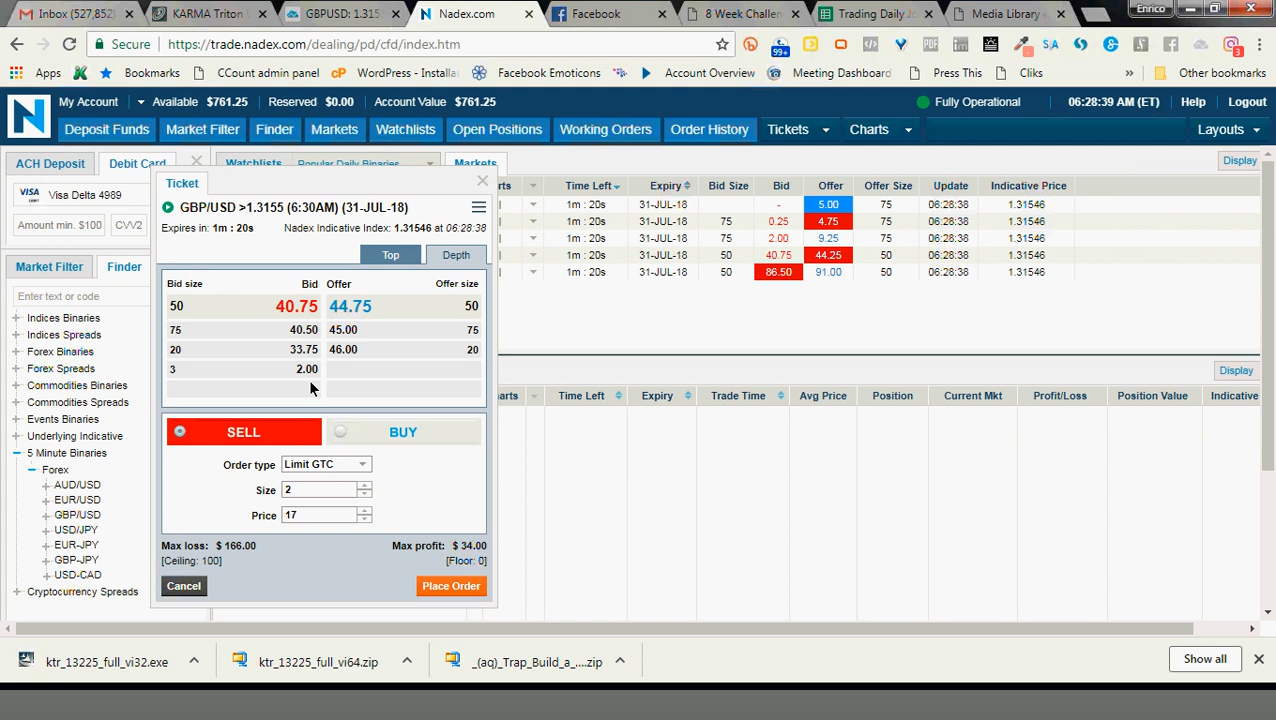 Enrico
Inbox (527,852
KARMA Triton
GBPUSD: 1.315
Nadex.com
Facebook
8 Week Challen
Trading Daily Jo
Media Library
Secure
https://trade.nadex.com/dealing/pd/cfd/index.htm
99+
3
Apps
Bookmarks
CCount admin panel
WordPress - Installa
Facebook Emoticons
Account Overview
Meeting Dashboard
Press This
Cliks
»
Other bookmarks
My Account
Available $761.25
Reserved $0.00
Account Value $761.25
Fully Operational
06:28:39 AM (ET)
Help
Logout
Deposit Funds
Market Filter
Finder
Markets
Watchlists
Open Positions
Working Orders
Order History
Tickets
Charts
Layouts
ACH Deposit
Debit Card
Watchlists
Popular Daily Binaries
Markets
Display
VISA Delta Visa Delta 4989
Amount min. $100
CVV2
Market Filter
Finder
Enter text or code
Indices Binaries
Indices Spreads
Forex Binaries
Forex Spreads
Commodities Binaries
Commodities Spreads
Events Binaries
Underlying Indicative
5 Minute Binaries
Forex
AUD/USD
EUR/USD
GBP/USD
USD/JPY
EUR-JPY
GBP-JPY
USD-CAD
Cryptocurrency Spreads
Ticket
GBP/USD >1.3155 (6:30AM) (31-JUL-18)
Expires in: 1m : 20s
Nadex Indicative Index: 1.31546 at 06:28:38
Top
Depth
Bid size Bid Offer Offer size
50 40.75 44.75 50
75 40.50 45.00 75
20 33.75 46.00 20
3 2.00
SELL
BUY
Order type Limit GTC
Size 2
Price 17
Max loss: $ 166.00
Max profit: $ 34.00
[Ceiling: 100]
[Floor: 0]
Cancel
Place Order
rts Time Left Expiry Bid Size Bid Offer Offer Size Update Indicative Price
1m : 20s 31-JUL-18 - 5.00 75 06:28:38 1.31546
1m : 20s 31-JUL-18 75 0.25 4.75 75 06:28:38 1.31546
1m : 20s 31-JUL-18 75 2.00 9.25 75 06:28:38 1.31546
1m : 20s 31-JUL-18 50 40.75 44.25 50 06:28:38 1.31546
1m : 20s 31-JUL-18 50 86.50 91.00 50 06:28:38 1.31546
Display
harts Time Left Expiry Trade Time Avg Price Position Current Mkt Profit/Loss Position Value Indicative
ktr_13225_full_vi32.exe
ktr_13225_full_vi64.zip
_(aq)_Trap_Build_a_....zip
Show all